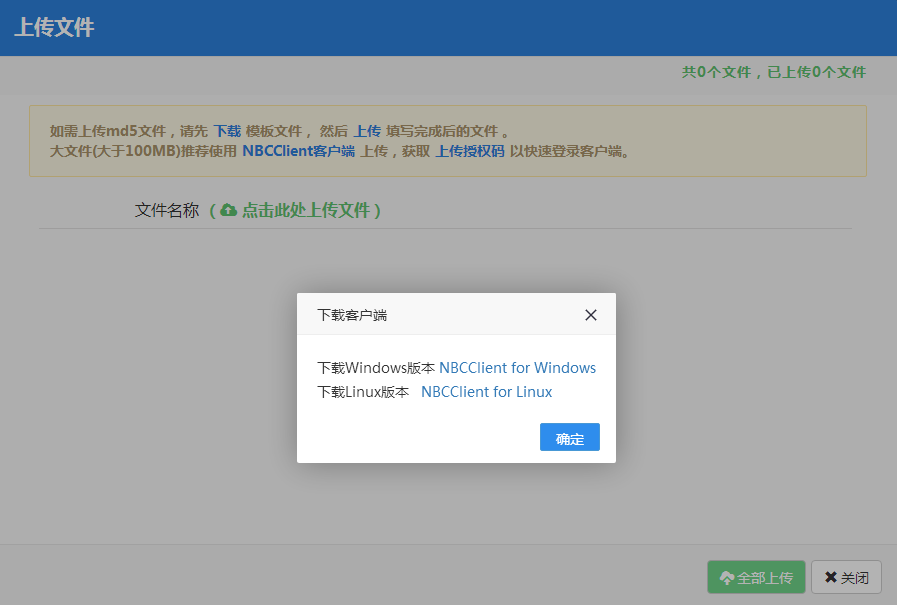 上传文件
共0个文件，已上传0个文件
如需上传md5文件，请先 下载 模板文件， 然后 上传 填写完成后的文件 。
大文件(大于100MB)推荐使用 NBCClient客户端 上传，获取 上传授权码 以快速登录客户端。
文件名称 ( 点击此处上传文件 )
下载客户端
下载Windows版本 NBCClient for Windows
下载Linux版本 NBCClient for Linux
确定
全部上传 关闭